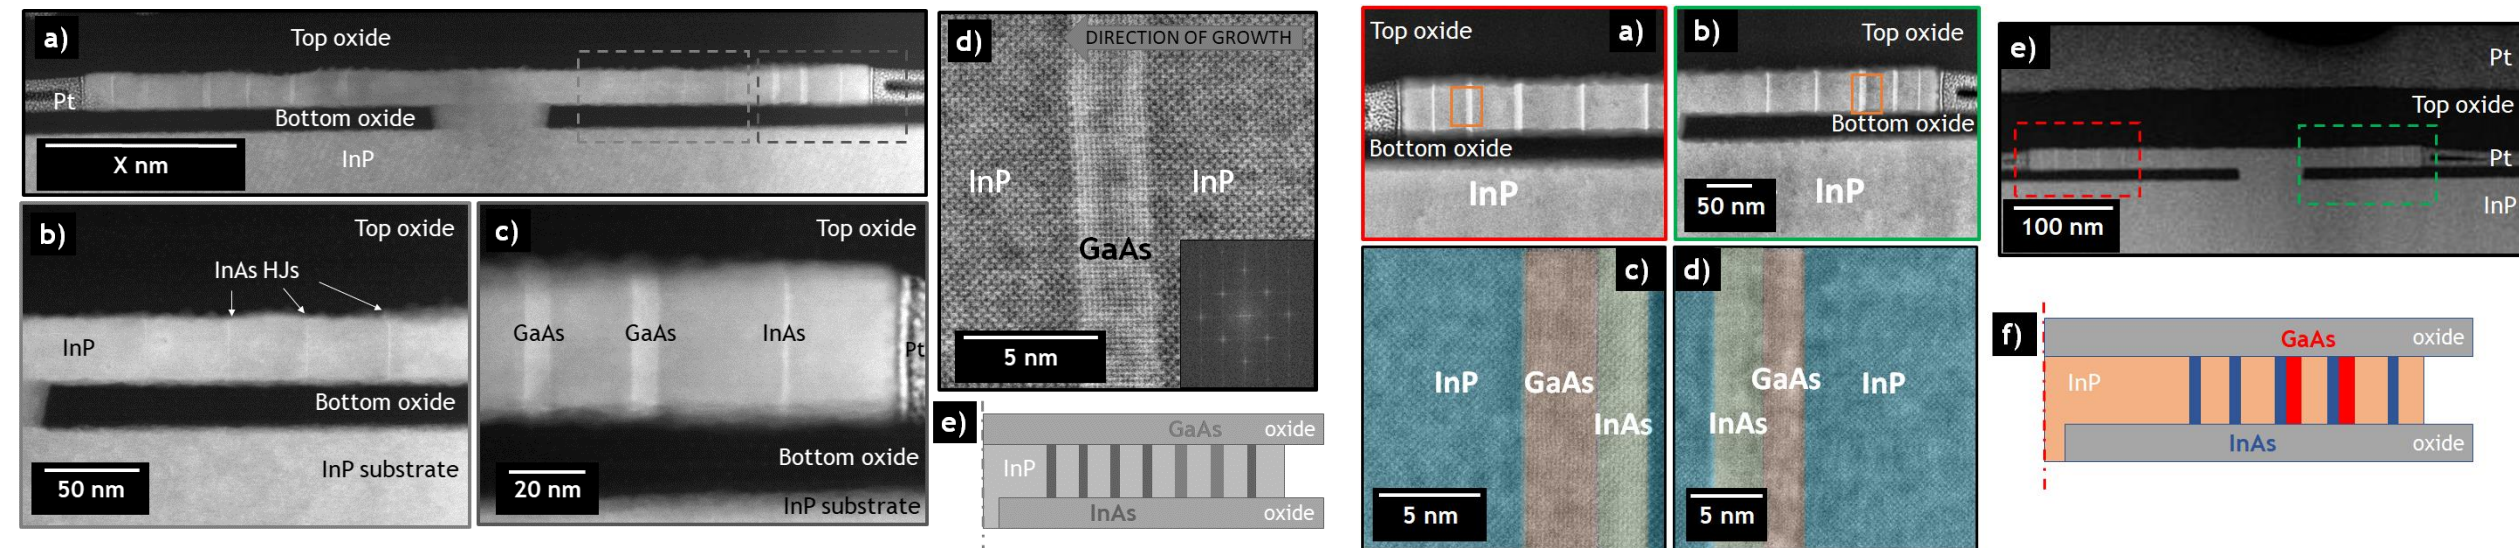 a)
Top oxide
Pt
Bottom oxide
X nm
InP
b)
Top oxide
InAs HJs
InP
Bottom oxide
50 nm
InP substrate
c)
Top oxide
GaAs
GaAs
InAs
Pt
Bottom oxide
20 nm
InP substrate
d)
DIRECTION OF GROWTH
InP
InP
GaAs
5 nm
e)
GaAs
oxide
InP
InAs
oxide
Top oxide
a)
Bottom oxide
InP
b)
Top oxide
Bottom oxide
50 nm
InP
c)
InP
GaAs
InAs
5 nm
d)
GaAs
InP
InAs
5 nm
e)
Pt
Top oxide
Pt
100 nm
InP
f)
GaAs
oxide
InP
InAs
oxide